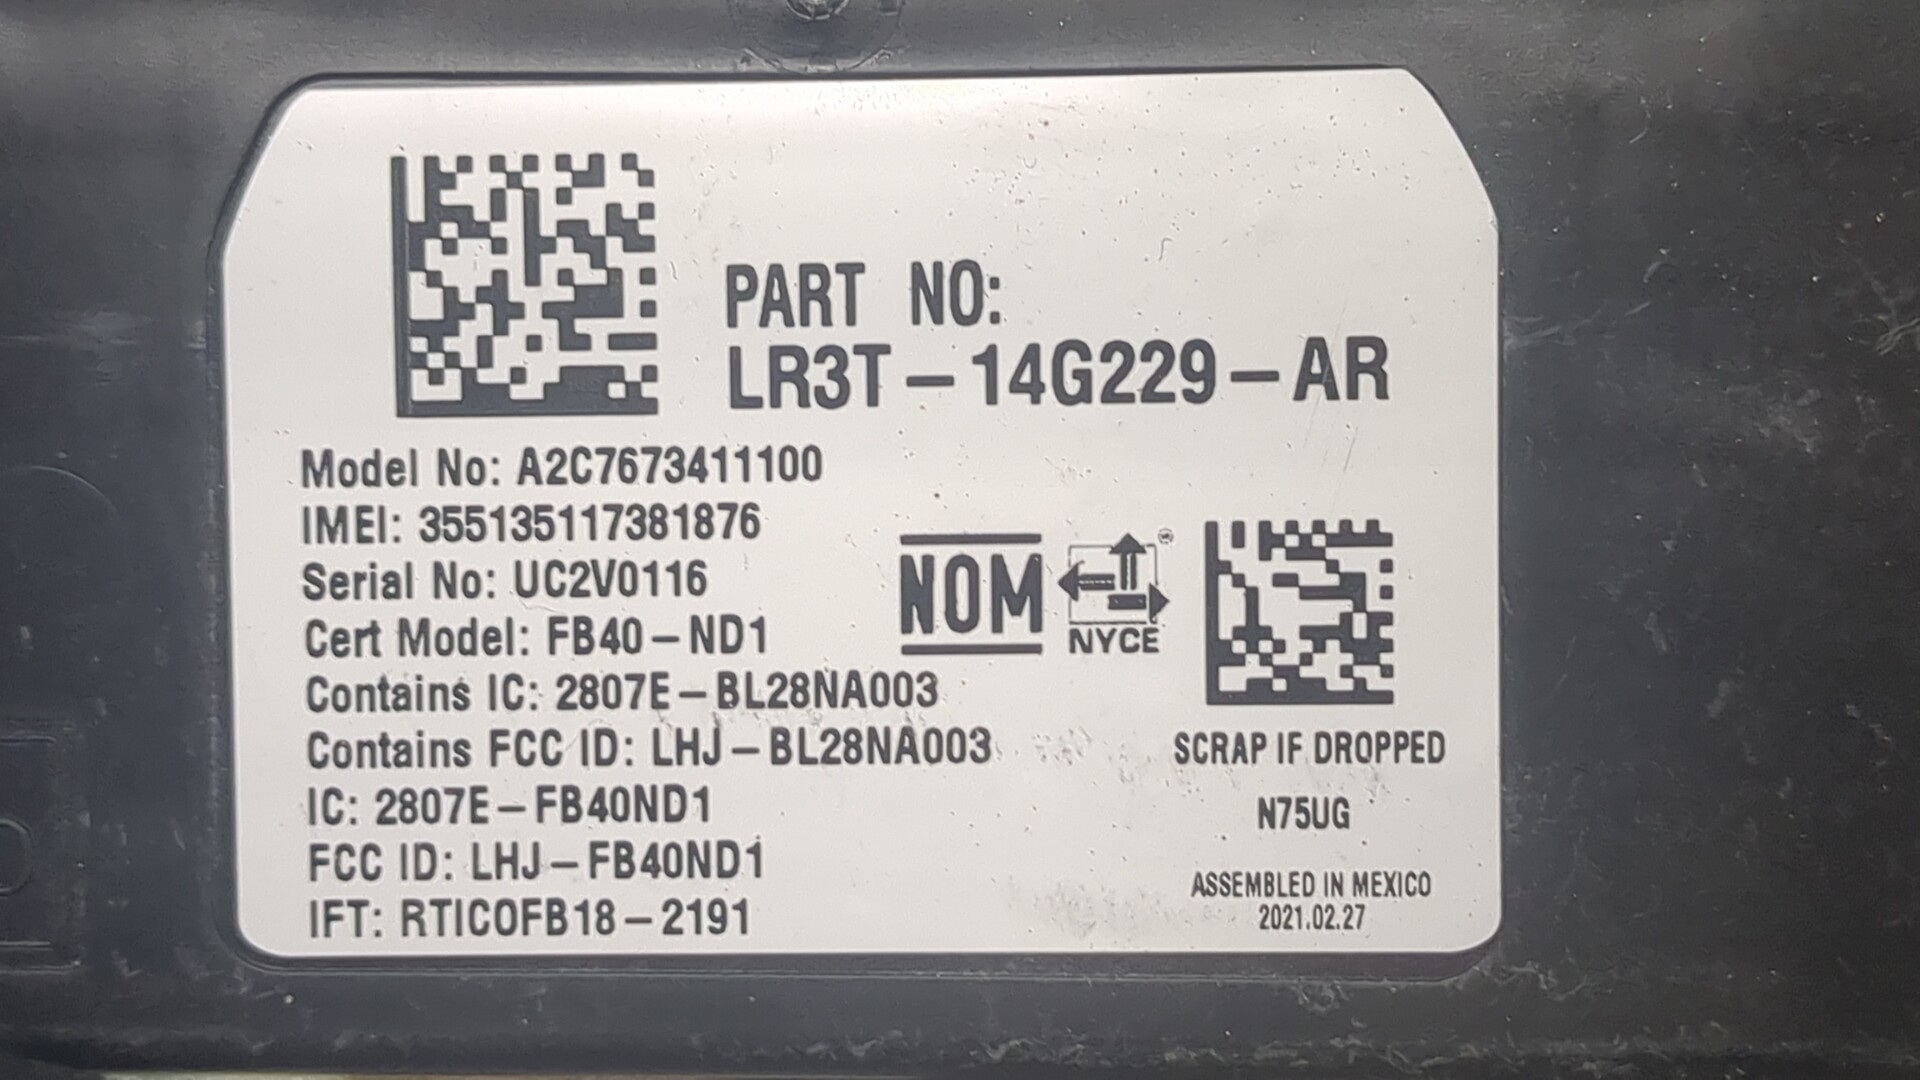 PART NO:
LR3T-14G229-AR
Model No: A2C7673411100
IMEI: 355135117381876
Serial No: UC2V0116
Cert Model: FB40-ND1
Contains IC: 2807E-BL28NA003
Contains FCC ID: LHJ-BL28NA003
IC: 2807E-FB40ND1
FCC ID: LHJ-FB40ND1
IFT: RTICOFB18-2191
NOM
NYCE
®
SCRAP IF DROPPED
N75UG
ASSEMBLED IN MEXICO
2021.02.27